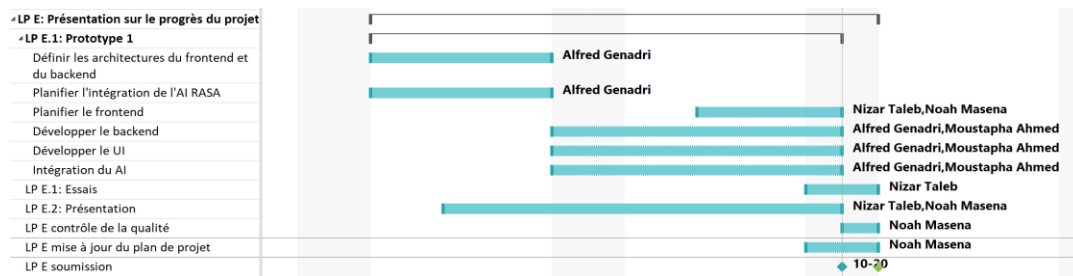 LP E: Présentation sur le progrès du projet
LP E.1: Prototype 1
Définir les architectures du frontend et
du backend
Alfred Genadri
Planifier l'intégration de l'AI RASA
Alfred Genadri
Planifier le frontend
Nizar Taleb,Noah Masena
Développer le backend
Alfred Genadri,Moustapha Ahmed
Développer le UI
Alfred Genadri,Moustapha Ahmed
Intégration du AI
Alfred Genadri,Moustapha Ahmed
LP E.1: Essais
Nizar Taleb
LP E.2: Présentation
Nizar Taleb,Noah Masena
LP E contrôle de la qualité
Noah Masena
LP E mise à jour du plan de projet
Noah Masena
LP E soumission
10-20